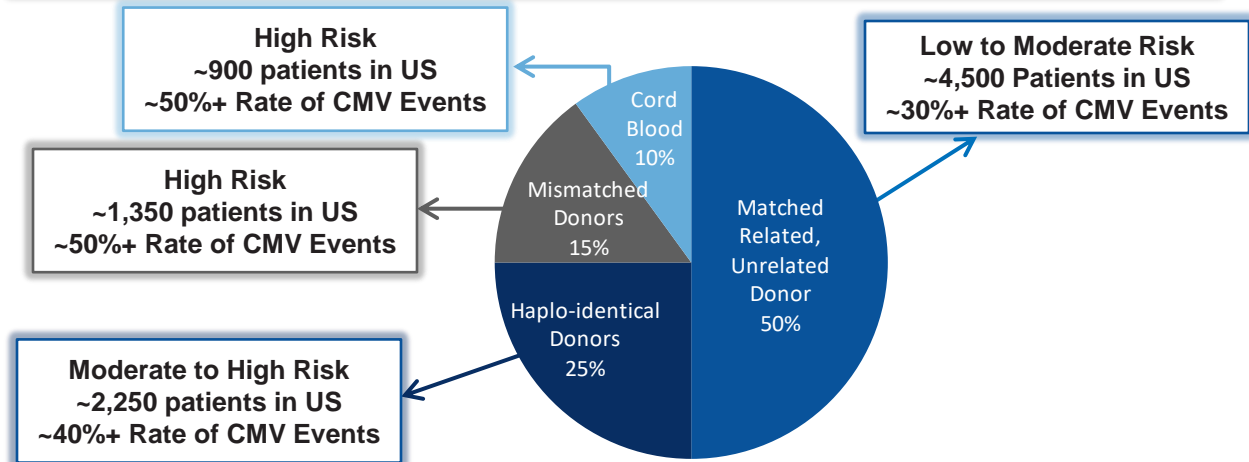 High Risk
~900 patients in US
~50%+ Rate of CMV Events
Low to Moderate Risk
~4,500 Patients in US
~30%+ Rate of CMV Events
High Risk
~1,350 patients in US
~50%+ Rate of CMV Events
Moderate to High Risk
~2,250 patients in US
~40%+ Rate of CMV Events
Cord
Blood
10%
Mismatched
Donors
15%
Haplo-identical
Donors
25%
Matched
Related,
Unrelated
Donor
50%